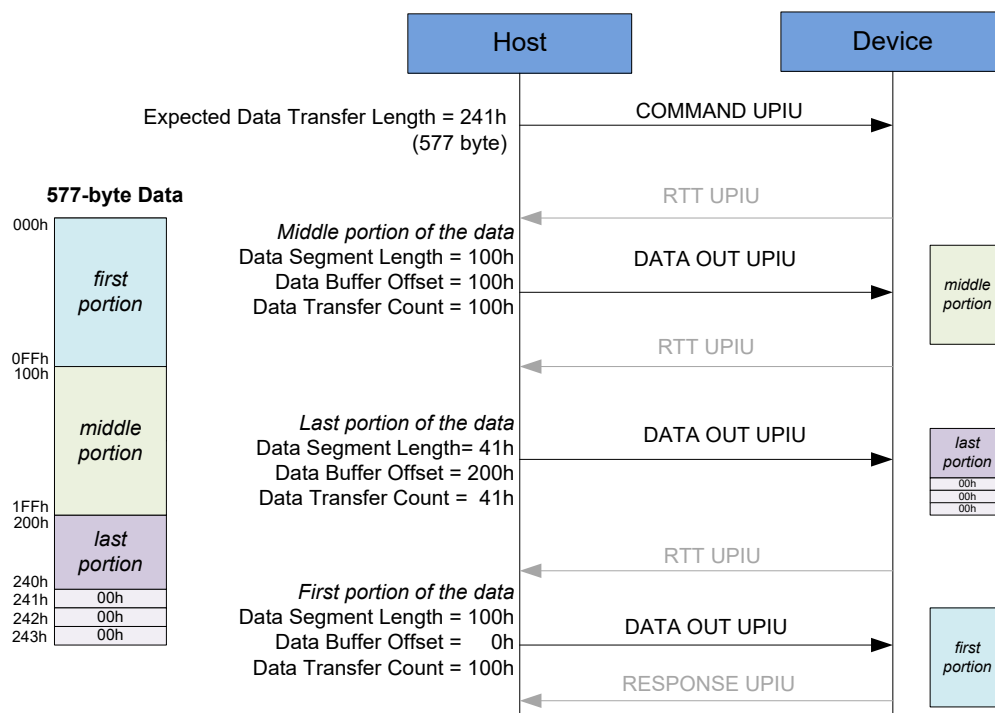 Host
Device
Expected Data Transfer Length = 241h
(577 byte)
COMMAND UPIU
577-byte Data
000h
first
portion
0FFh
100h
middle
portion
1FFh
200h
last
portion
240h
241h
00h
242h
00h
243h
00h
RTT UPIU
Middle portion of the data
Data Segment Length = 100h
Data Buffer Offset = 100h
Data Transfer Count = 100h
DATA OUT UPIU
middle
portion
RTT UPIU
Last portion of the data
Data Segment Length= 41h
Data Buffer Offset = 200h
Data Transfer Count = 41h
DATA OUT UPIU
last
portion
00h
00h
00h
RTT UPIU
First portion of the data
Data Segment Length = 100h
Data Buffer Offset = 0h
Data Transfer Count = 100h
DATA OUT UPIU
first
portion
RESPONSE UPIU